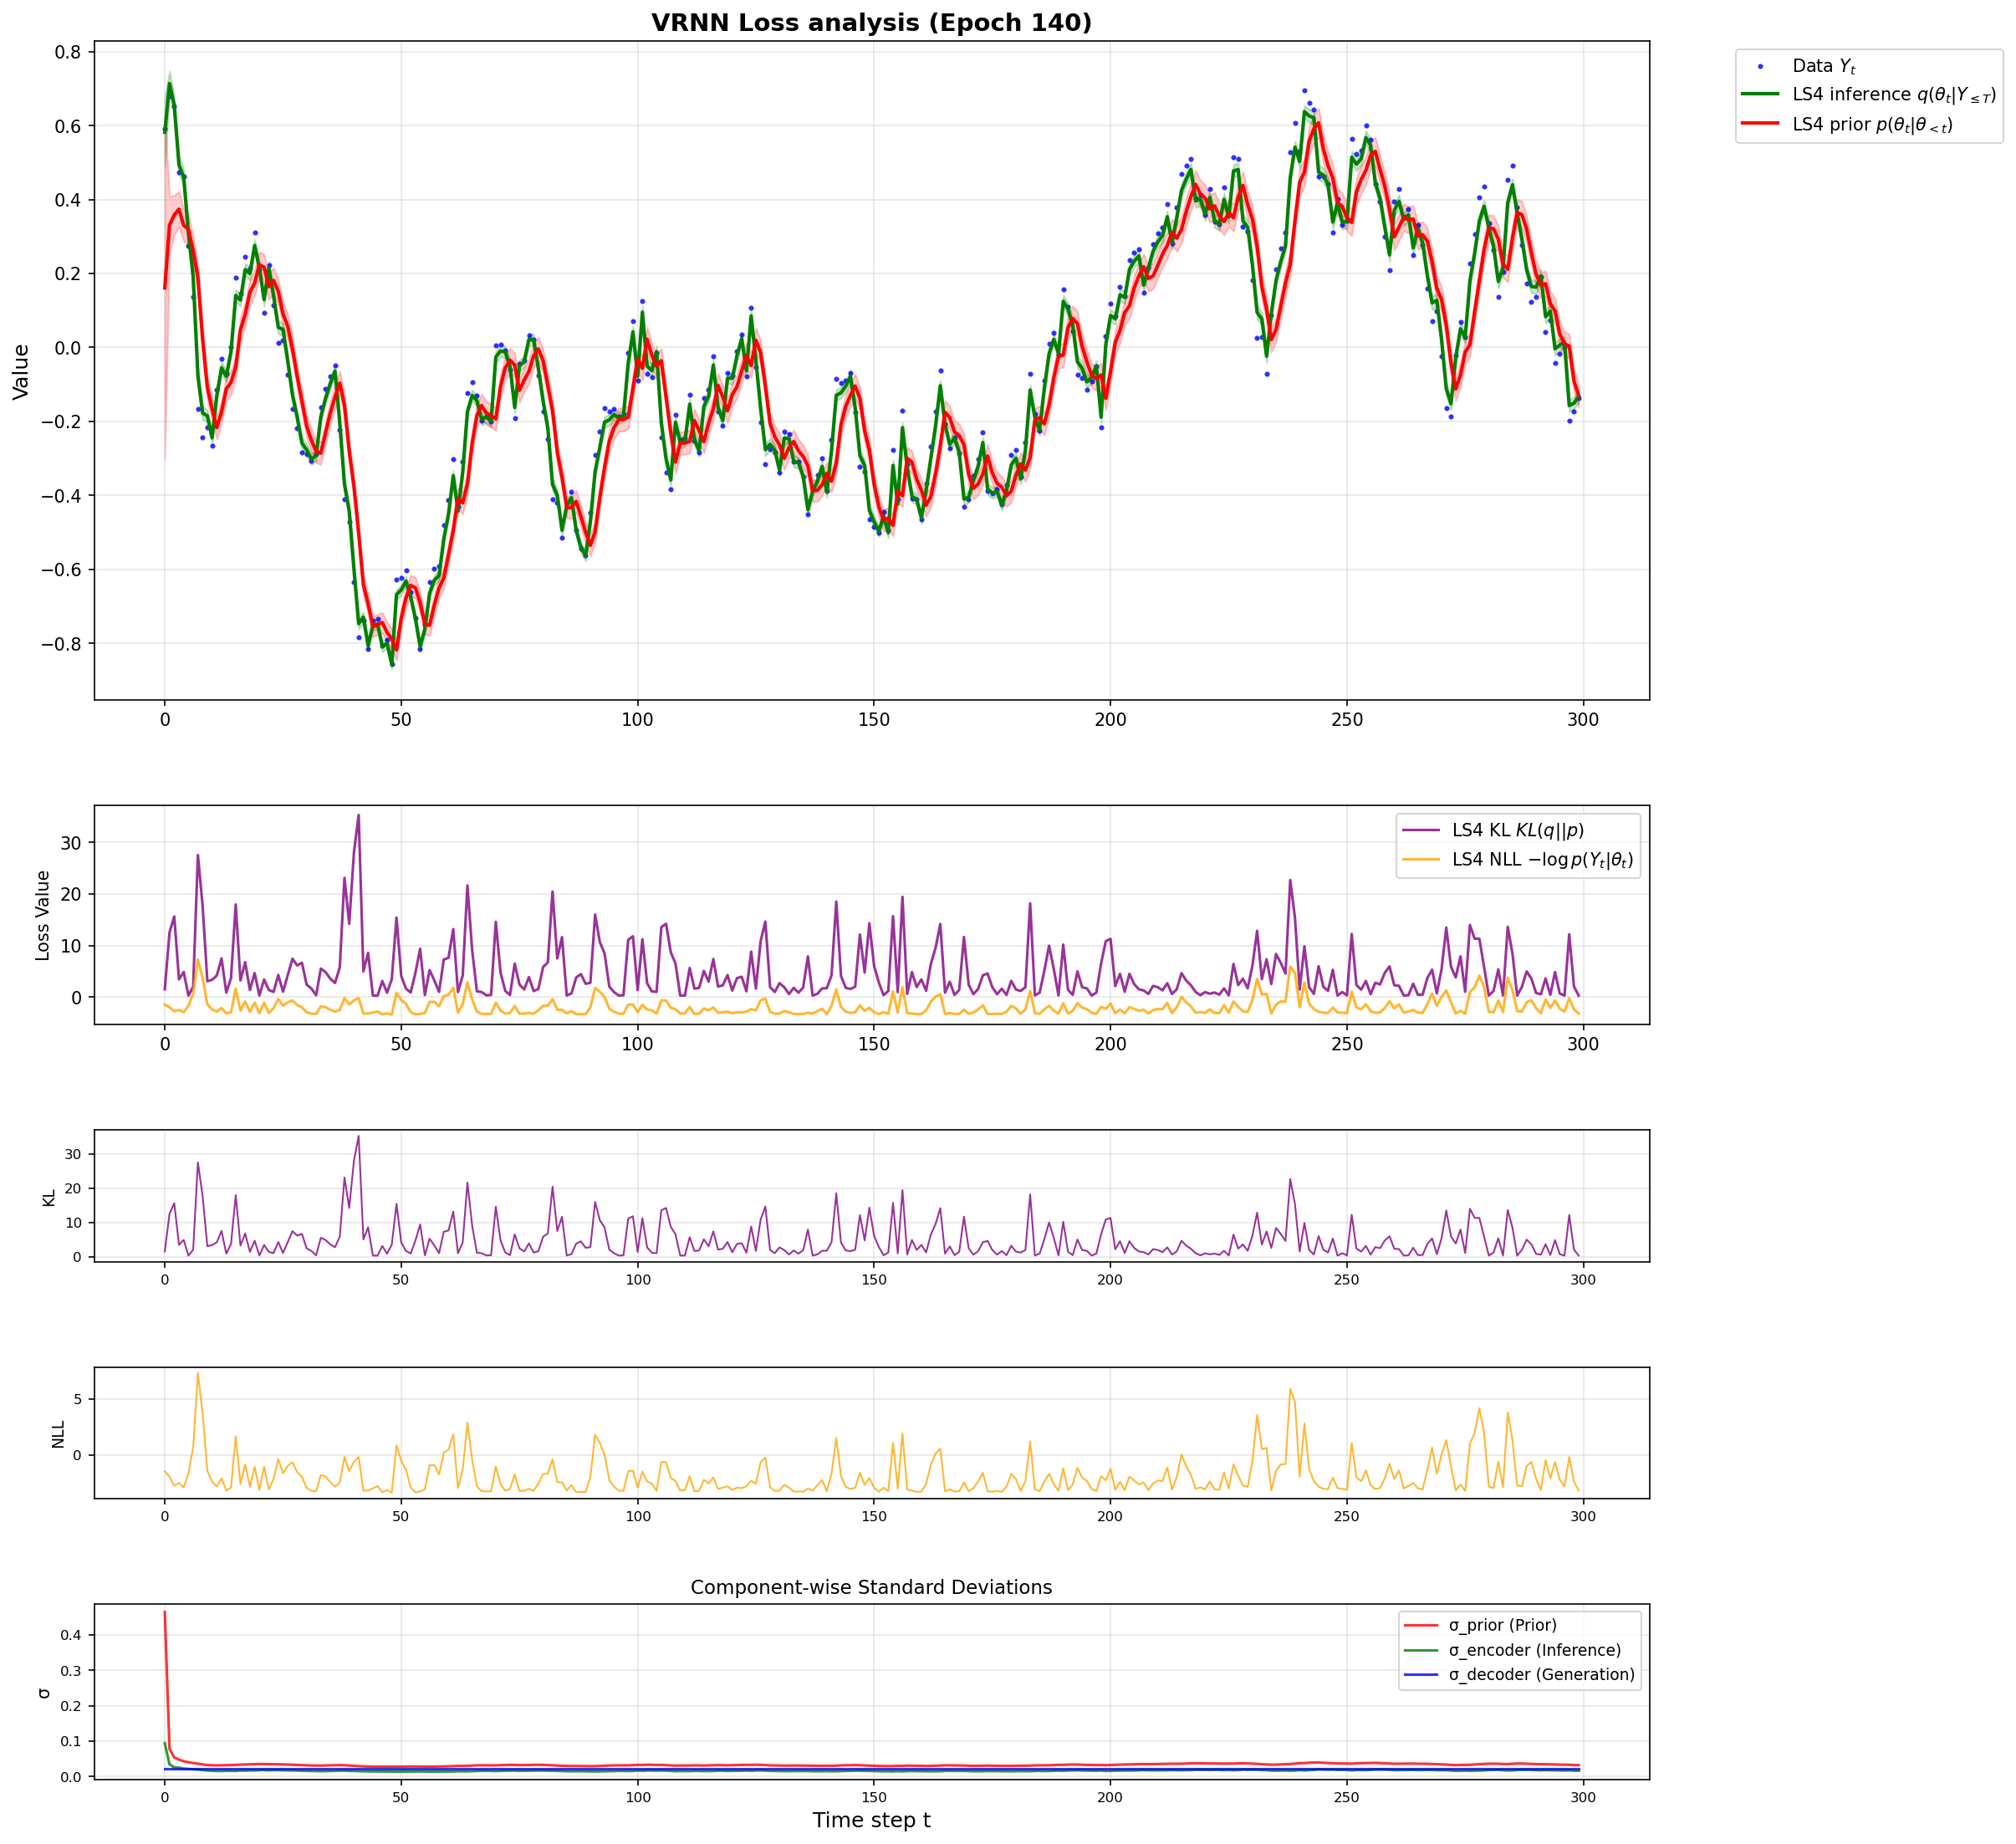 VRNN Loss analysis (Epoch 140)
Value
0.8
0.6
0.4
0.2
0.0
−0.2
−0.4
−0.6
−0.8
0 50 100 150 200 250 300
Data Y_t
LS4 inference q(θ_t|Y_{≤T})
LS4 prior p(θ_t|θ_{<t})
Loss Value
30
20
10
0
0 50 100 150 200 250 300
LS4 KL KL(q||p)
LS4 NLL −log p(Y_t|θ_t)
KL
30
20
10
0
0 50 100 150 200 250 300
NLL
5
0
0 50 100 150 200 250 300
Component-wise Standard Deviations
σ
0.4
0.3
0.2
0.1
0.0
0 50 100 150 200 250 300
σ_prior (Prior)
σ_encoder (Inference)
σ_decoder (Generation)
Time step t